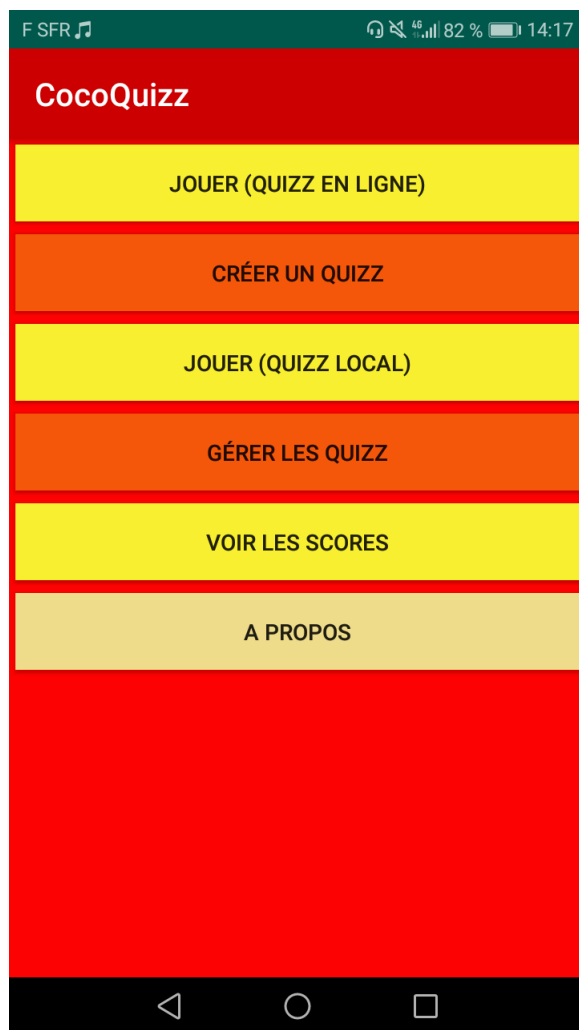 F SFR
46 82 % 14:17
CocoQuizz
JOUER (QUIZZ EN LIGNE)
CRÉER UN QUIZZ
JOUER (QUIZZ LOCAL)
GÉRER LES QUIZZ
VOIR LES SCORES
A PROPOS